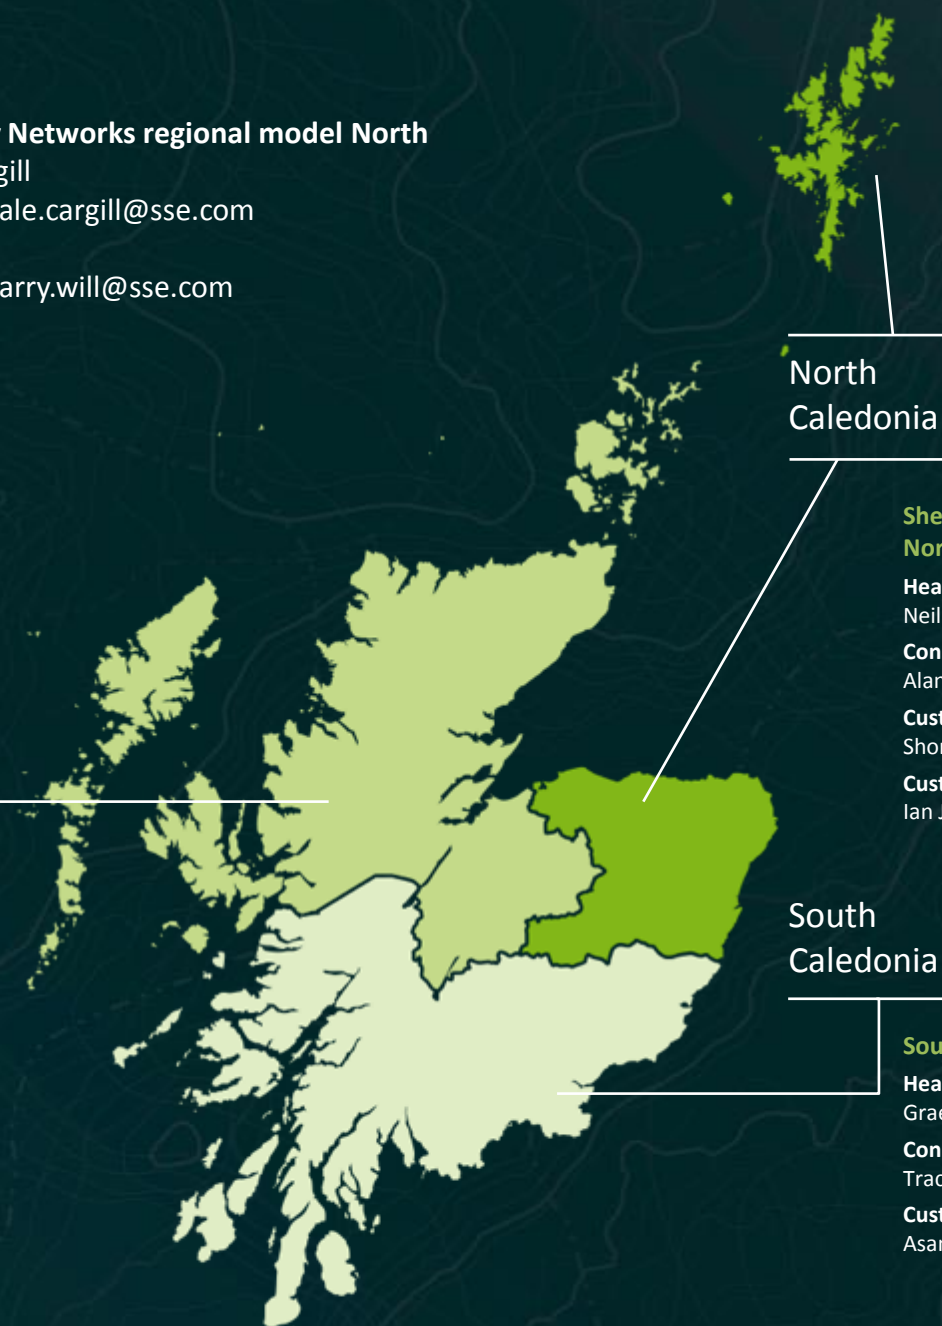 Networks regional model North
gill
ale.cargill@sse.com
arry.will@sse.com
North
Caledonia
She
Nor
Hea
Neil
Con
Alan
Cust
Shor
Cust
Ian J
South
Caledonia
Sou
Hea
Grae
Con
Trac
Cust
Asan